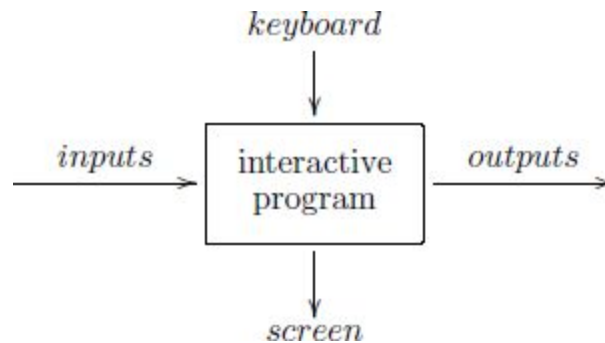 keyboard
inputs
interactive
program
outputs
screen